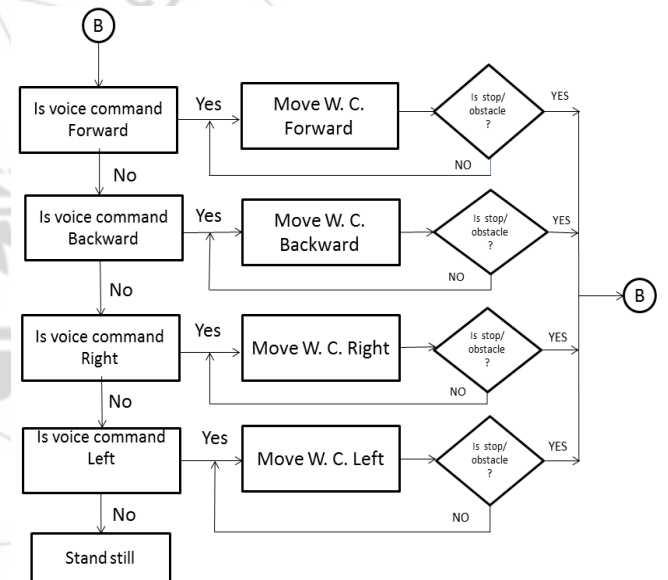 B
Is voice command
Forward
Yes
Move W. C.
Forward
Is stop/
obstacle
?
YES
NO
No
Is voice command
Backward
Yes
Move W. C.
Backward
Is stop/
obstacle
?
YES
NO
No
B
Is voice command
Right
Yes
Move W. C. Right
Is stop/
obstacle
?
YES
NO
No
Is voice command
Left
Yes
Move W. C. Left
Is stop/
obstacle
?
YES
NO
No
Stand still